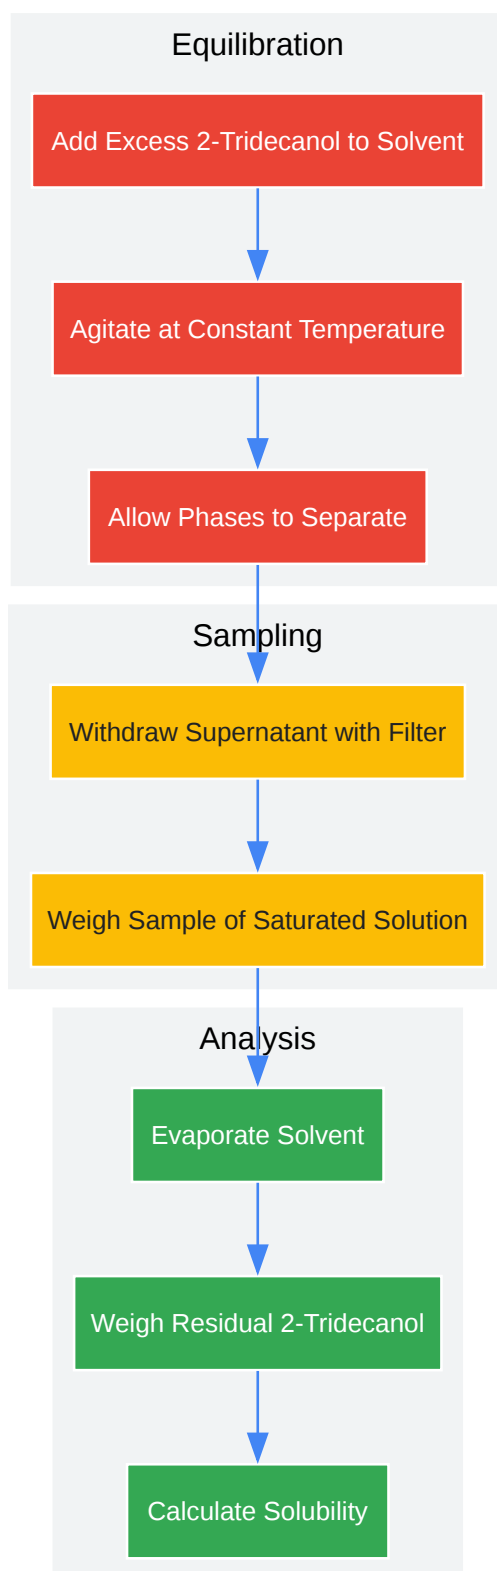 Equilibration
Add Excess 2-Tridecanol to Solvent
Agitate at Constant Temperature
Allow Phases to Separate
Sampling
Withdraw Supernatant with Filter
Weigh Sample of Saturated Solution
Analysis
Evaporate Solvent
Weigh Residual 2-Tridecanol
Calculate Solubility